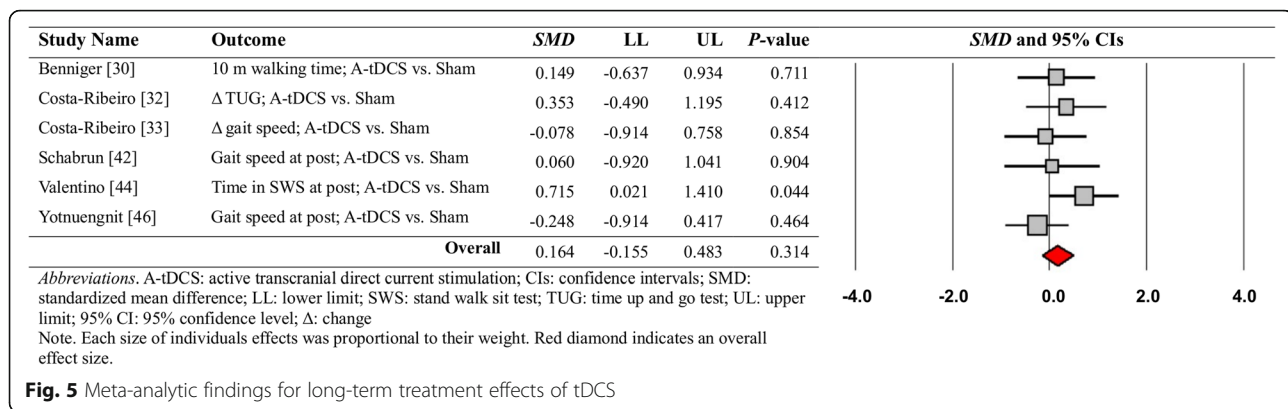 Study Name Outcome SMD LL UL P-value SMD and 95% CIs
Benniger [30] 10 m walking time; A-tDCS vs. Sham 0.149 -0.637 0.934 0.711
Costa-Ribeiro [32] Δ TUG; A-tDCS vs. Sham 0.353 -0.490 1.195 0.412
Costa-Ribeiro [33] Δ gait speed; A-tDCS vs. Sham -0.078 -0.914 0.758 0.854
Schabrun [42] Gait speed at post; A-tDCS vs. Sham 0.060 -0.920 1.041 0.904
Valentino [44] Time in SWS at post; A-tDCS vs. Sham 0.715 0.021 1.410 0.044
Yotnuengnit [46] Gait speed at post; A-tDCS vs. Sham -0.248 -0.914 0.417 0.464
Overall 0.164 -0.155 0.483 0.314
Abbreviations. A-tDCS: active transcranial direct current stimulation; CIs: confidence intervals; SMD:
standardized mean difference; LL: lower limit; SWS: stand walk sit test; TUG: time up and go test; UL: upper
limit; 95% CI: 95% confidence level; Δ: change
Note. Each size of individuals effects was proportional to their weight. Red diamond indicates an overall
effect size.
-4.0 -2.0 0.0 2.0 4.0
Fig. 5 Meta-analytic findings for long-term treatment effects of tDCS